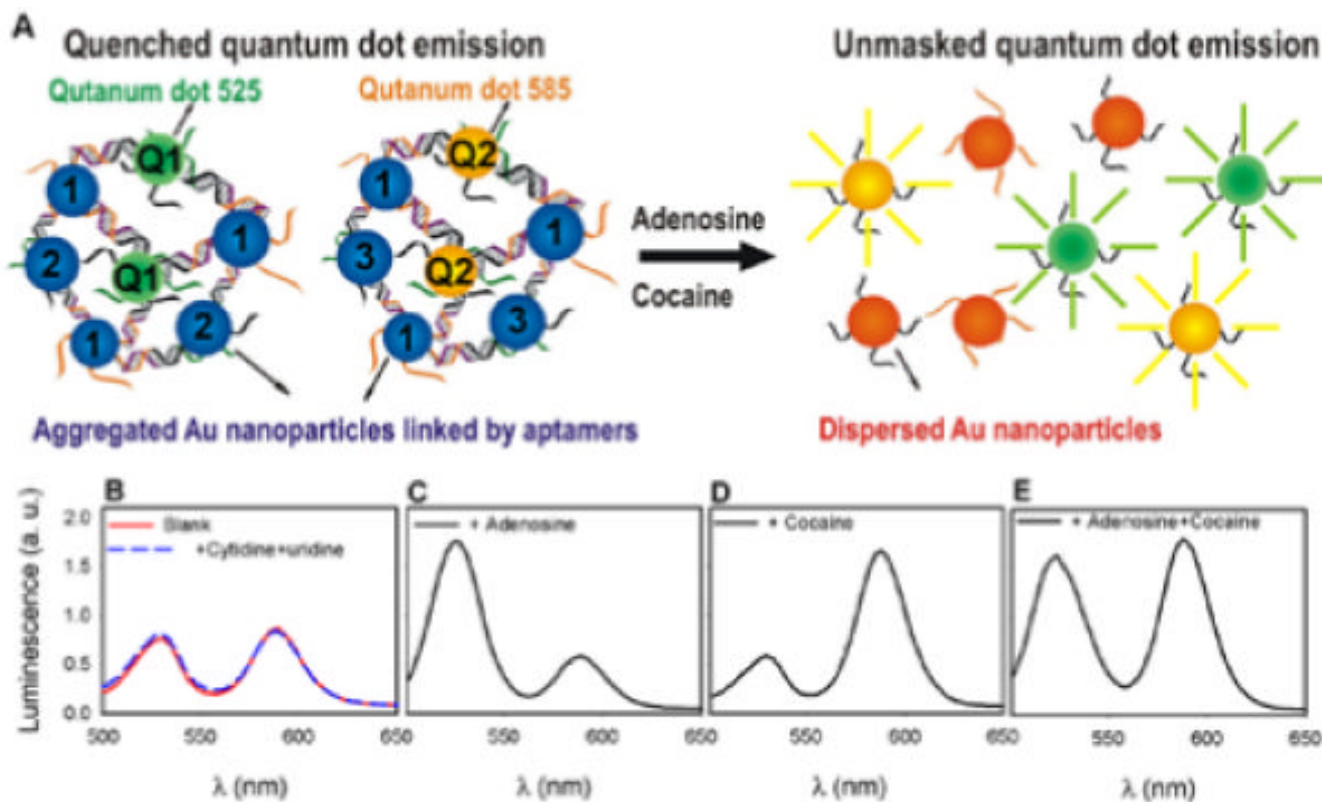 A
Quenched quantum dot emission
Unmasked quantum dot emission
Qutanum dot 525
Qutanum dot 585
Q1
Q2
1
1
1
1
2
Q1
3
Q2
1
2
1
3
Adenosine
Cocaine
Aggregated Au nanoparticles linked by aptamers
Dispersed Au nanoparticles
B
C
D
E
Blank
+Cytidine+uridine
+ Adenosine
+ Cocaine
+ Adenosine+Cocaine
Luminescence (a. u.)
2.0
1.5
1.0
0.5
0.0
500 550 600 650
550 600 650
550 600 650
550 600 650
λ (nm)
λ (nm)
λ (nm)
λ (nm)